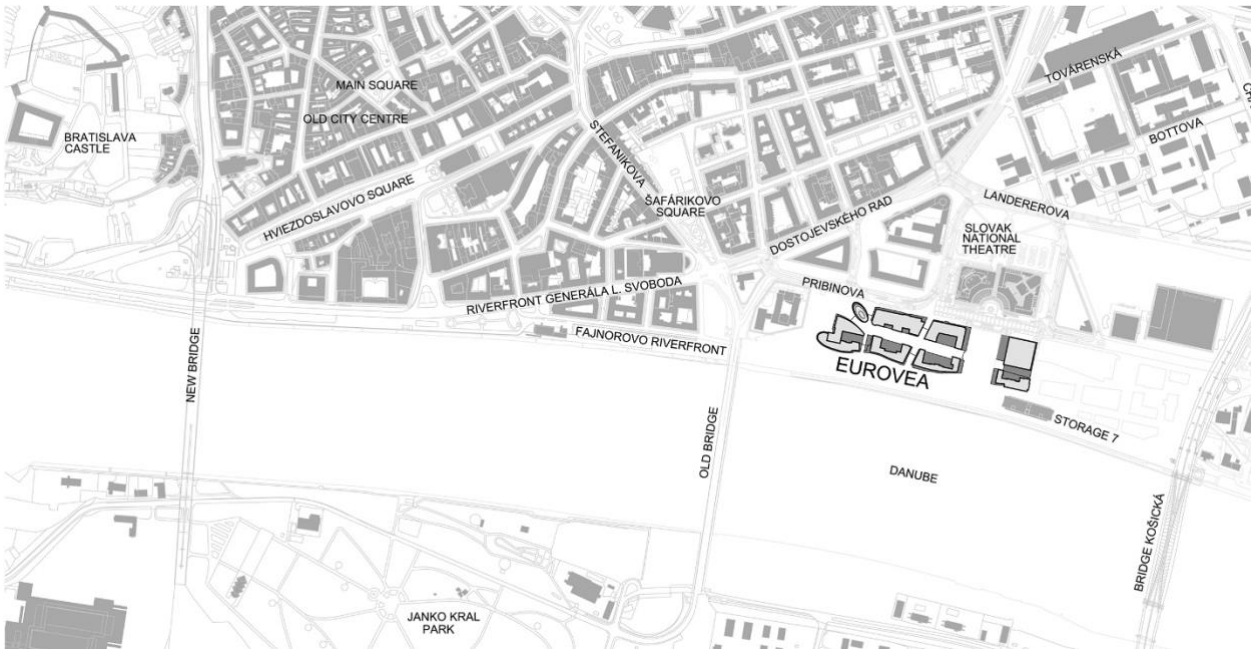 TOVÁRENSKÁ
MAIN SQUARE
OLD CITY CENTRE
BRATISLAVA
CASTLE
BOTTOVA
STEFANIKOVA
HVIEZDOSLAVOVO SQUARE
ŠAFÁRIKOVO
SQUARE
LANDEREROVA
DOSTOJEVSKÉHO RAD
SLOVAK
NATIONAL
THEATRE
PRIBINOVA
RIVERFRONT GENERÁLA L. SVOBODA
FAJNOROVO RIVERFRONT
NEW BRIDGE
EUROVEA
STORAGE 7
OLD BRIDGE
DANUBE
BRIDGE KOŠICKÁ
JANKO KRAL
PARK